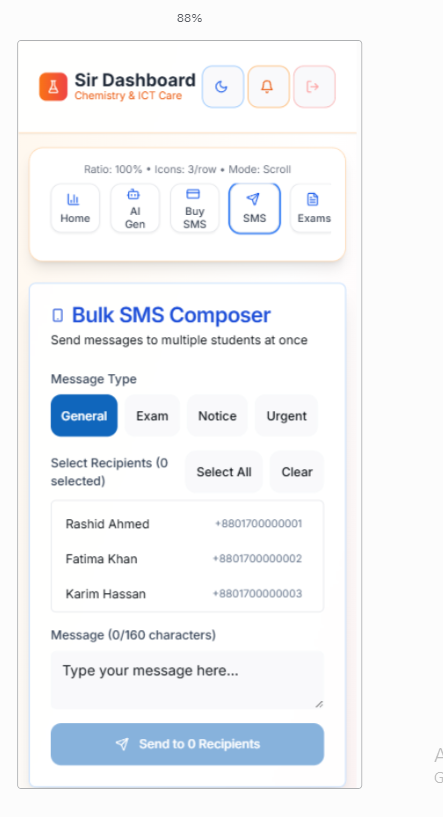 88%
Sir Dashboard
Chemistry & ICT Care
Ratio: 100% • Icons: 3/row • Mode: Scroll
Home
AI
Gen
Buy
SMS
SMS
Exams
Bulk SMS Composer
Send messages to multiple students at once
Message Type
General Exam Notice Urgent
Select Recipients (0
selected)
Select All Clear
Rashid Ahmed +8801700000001
Fatima Khan +8801700000002
Karim Hassan +8801700000003
Message (0/160 characters)
Type your message here...
Send to 0 Recipients